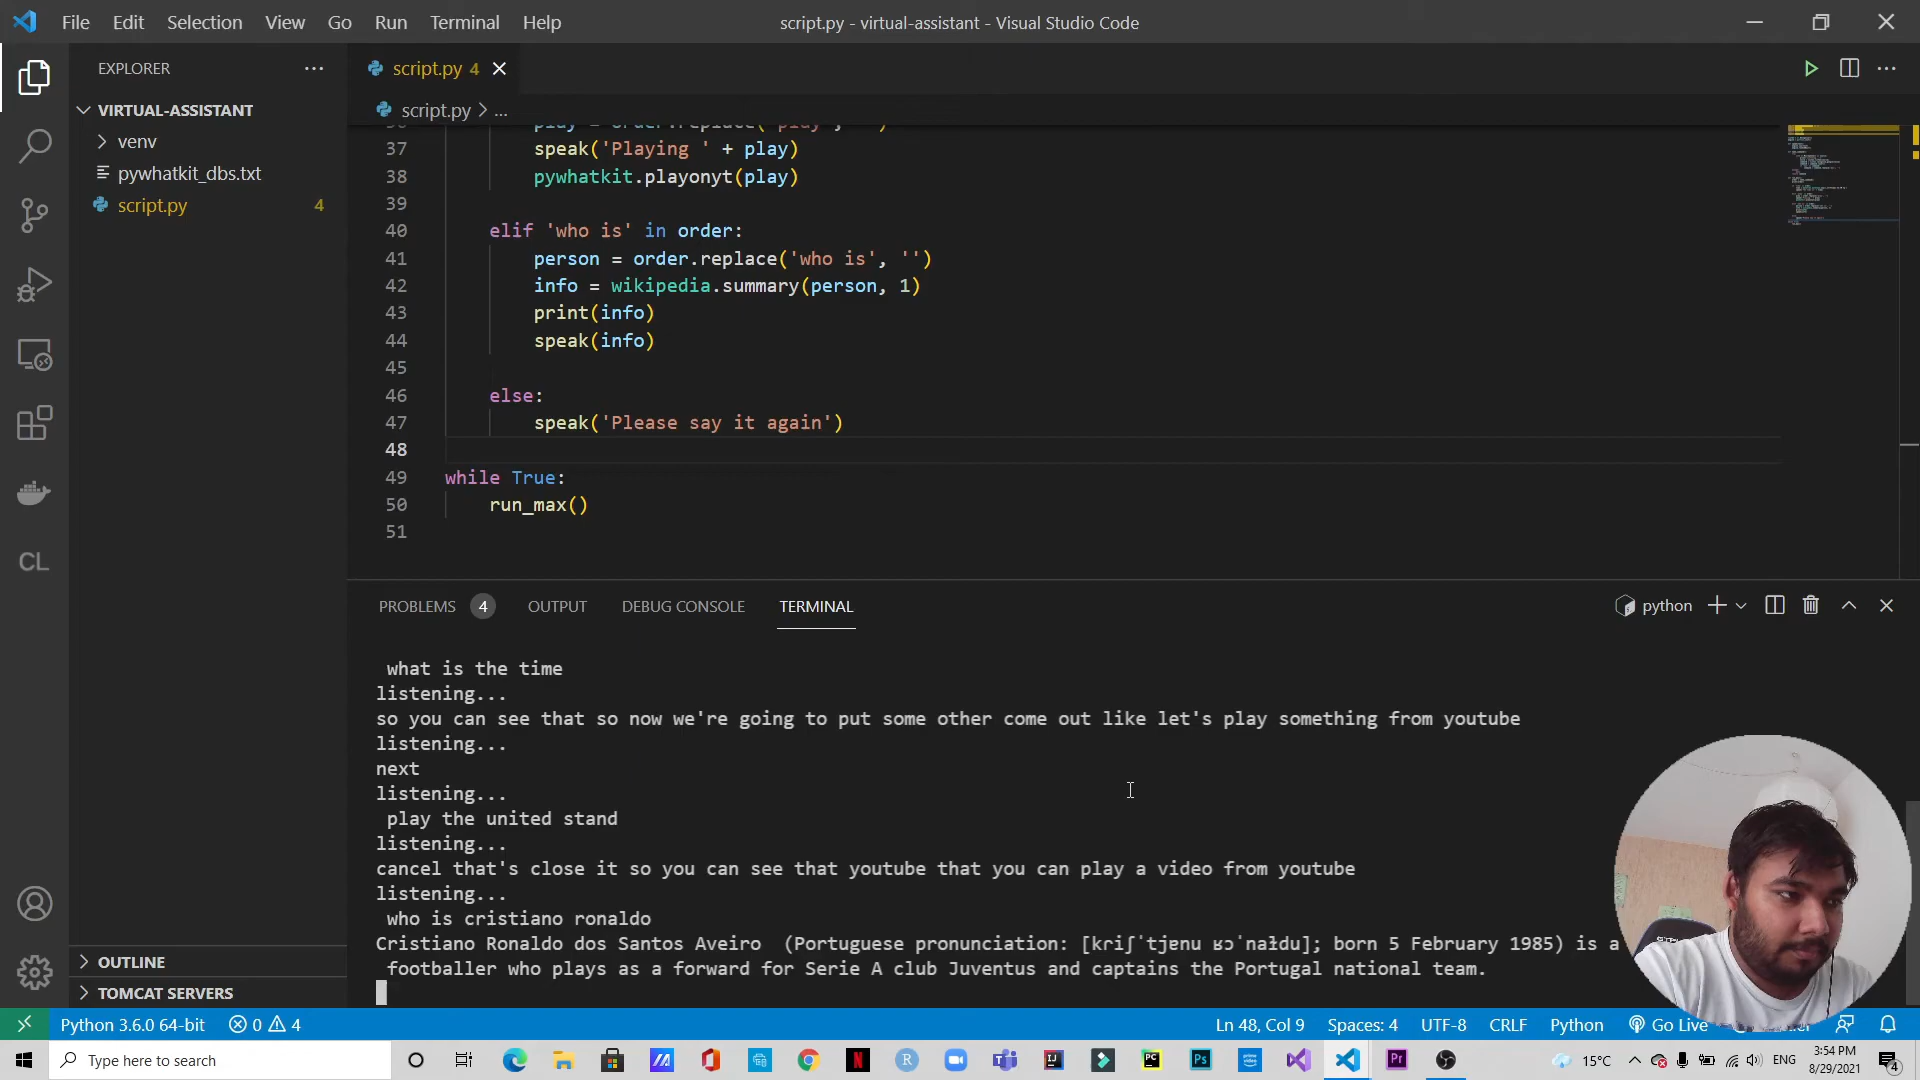 File Edit Selection View Go Run Terminal Help
script.py - virtual-assistant - Visual Studio Code
EXPLORER
script.py 4
VIRTUAL-ASSISTANT
script.py > ...
venv
pywhatkit_dbs.txt
script.py 4
36 play = order.replace('play', '')
37 speak('Playing ' + play)
38 pywhatkit.playonyt(play)
39
40 elif 'who is' in order:
41 person = order.replace('who is', '')
42 info = wikipedia.summary(person, 1)
43 print(info)
44 speak(info)
45
46 else:
47 speak('Please say it again')
48
49 while True:
50 run_max()
51
CL
PROBLEMS 4 OUTPUT DEBUG CONSOLE TERMINAL
python
what is the time
listening...
so you can see that so now we're going to put some other come out like let's play something from youtube
listening...
next
listening...
play the united stand
listening...
cancel that's close it so you can see that youtube that you can play a video from youtube
listening...
who is cristiano ronaldo
Cristiano Ronaldo dos Santos Aveiro (Portuguese pronunciation: [kɾiʃˈtjɐnu ʁɔˈnaɫdu]; born 5 February 1985) is a
footballer who plays as a forward for Serie A club Juventus and captains the Portugal national team.
OUTLINE
TOMCAT SERVERS
Python 3.6.0 64-bit 0 4
Ln 48, Col 9 Spaces: 4 UTF-8 CRLF Python Go Live
Type here to search
15°C
ENG
3:54 PM
8/29/2021
4